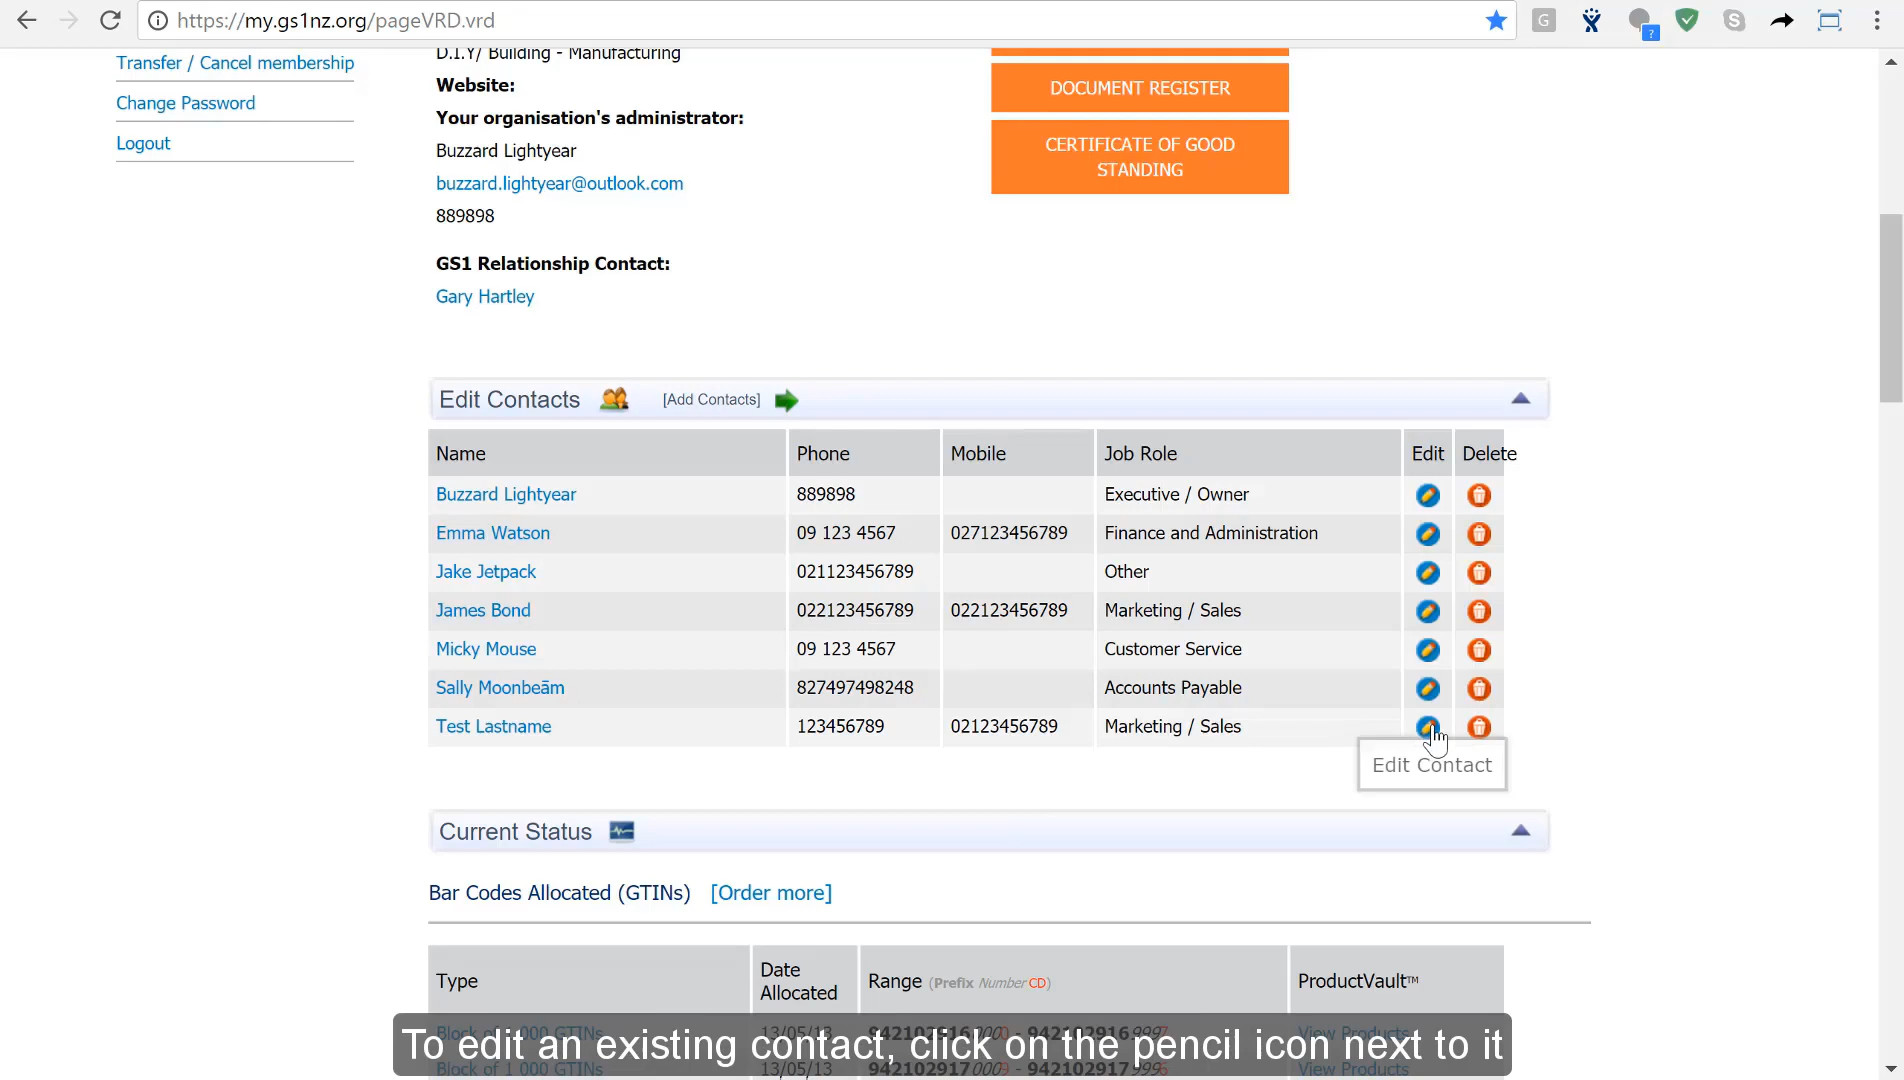 https://my.gs1nz.org/pageVRD.vrd
G
?
S
Transfer / Cancel membership
Change Password
Logout
D.I.Y/ Building - Manufacturing
Website:
Your organisation's administrator:
Buzzard Lightyear
buzzard.lightyear@outlook.com
889898
GS1 Relationship Contact:
Gary Hartley
DOCUMENT REGISTER
CERTIFICATE OF GOOD
STANDING
Edit Contacts [Add Contacts]
Name Phone Mobile Job Role Edit Delete
Buzzard Lightyear 889898 Executive / Owner
Emma Watson 09 123 4567 027123456789 Finance and Administration
Jake Jetpack 021123456789 Other
James Bond 022123456789 022123456789 Marketing / Sales
Micky Mouse 09 123 4567 Customer Service
Sally Moonbeām 827497498248 Accounts Payable
Test Lastname 123456789 02123456789 Marketing / Sales
Edit Contact
Current Status
Bar Codes Allocated (GTINs) [Order more]
Type Date Allocated Range (Prefix Number CD) ProductVault™
Block of 1 000 GTINs 13/05/13 9421029160000 - 9421029169997 View Products
Block of 1 000 GTINs 13/05/13 9421029170009 - 9421029179996 View Products
To edit an existing contact, click on the pencil icon next to it